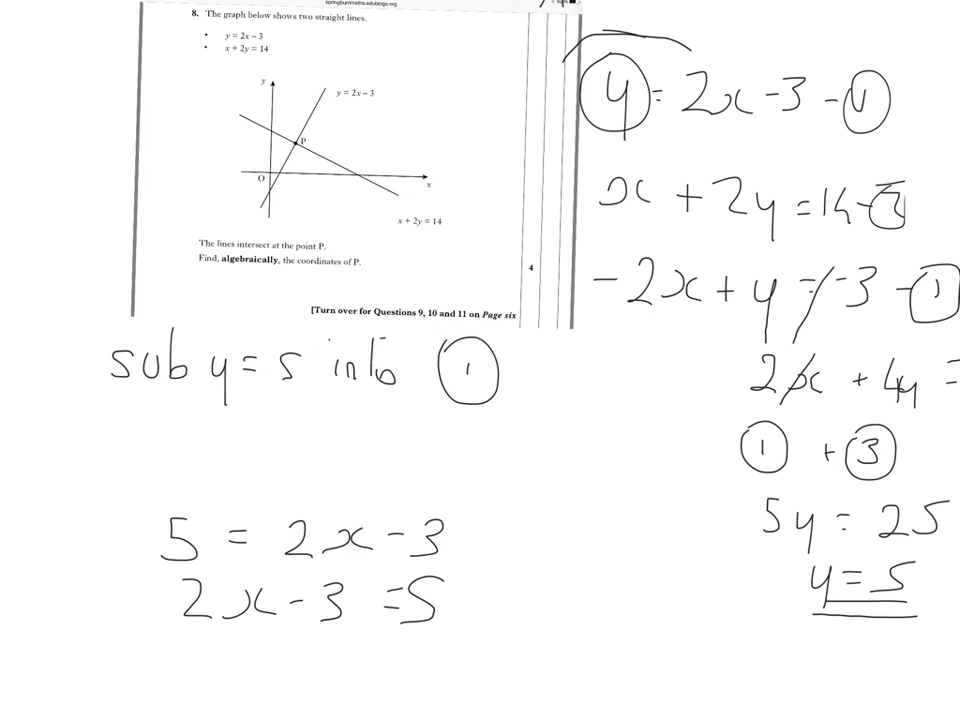 springburnmaths.edublogs.org
8. The graph below shows two straight lines.
• y = 2x – 3
• x + 2y = 14
y
y = 2x – 3
P
O
x
x + 2y = 14
The lines intersect at the point P.
Find, algebraically, the coordinates of P.
4
[Turn over for Questions 9, 10 and 11 on Page six
y = 2x - 3 - 1
x + 2y = 14 - 2
- 2x + y = -3 - 1
2x + 4y =
1 + 3
5y = 25
y = 5
sub y = 5 into 1
5 = 2x - 3
2x - 3 = 5